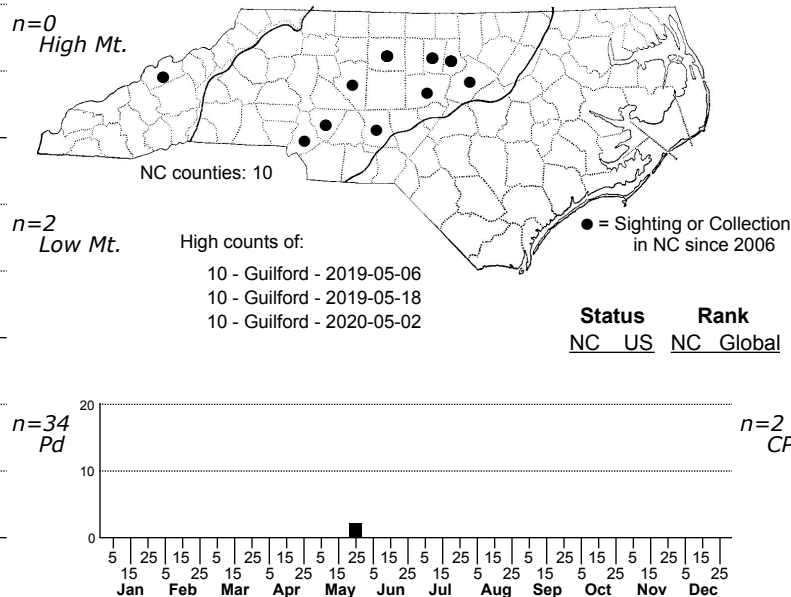 n=0
High Mt.
NC counties: 10
n=2
Low Mt.
High counts of:
10 - Guilford - 2019-05-06
10 - Guilford - 2019-05-18
10 - Guilford - 2020-05-02
● = Sighting or Collection
in NC since 2006
Status Rank
NC US NC Global
n=34
Pd
n=2
CP
20
10
0
5 15 25 5 15 25 5 15 25 5 15 25 5 15 25 5 15 25 5 15 25 5 15 25 5 15 25 5 15 25 5 15 25 5 15 25
Jan Feb Mar Apr May Jun Jul Aug Sep Oct Nov Dec